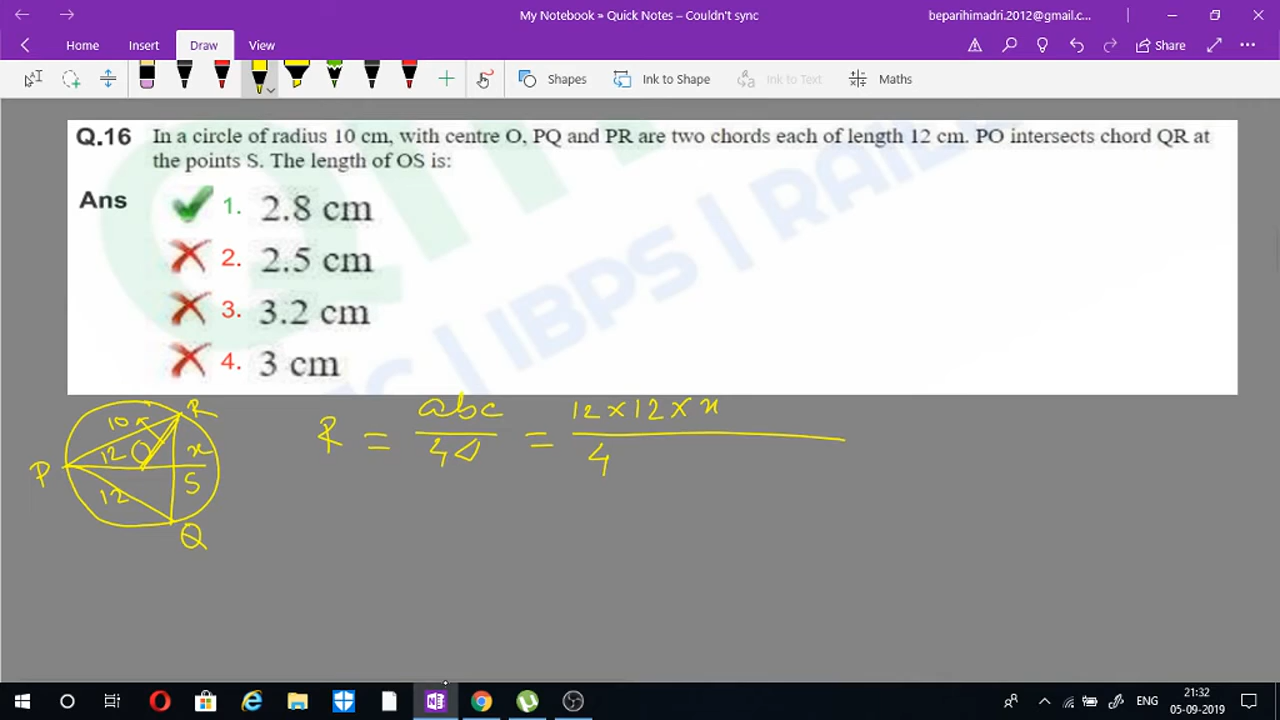 My Notebook » Quick Notes – Couldn't sync
beparihimadri.2012@gmail.c...
Home Insert Draw View
Share
Shapes Ink to Shape Ink to Text Maths
Q.16 In a circle of radius 10 cm, with centre O, PQ and PR are two chords each of length 12 cm. PO intersects chord QR at
the points S. The length of OS is:
Ans
1. 2.8 cm
2. 2.5 cm
3. 3.2 cm
4. 3 cm
IBPS | RAIL
R = abc / 4Δ = 12 × 12 × x / 4
R
10
P 12 O x
S
12
Q
ENG
21:32
05-09-2019